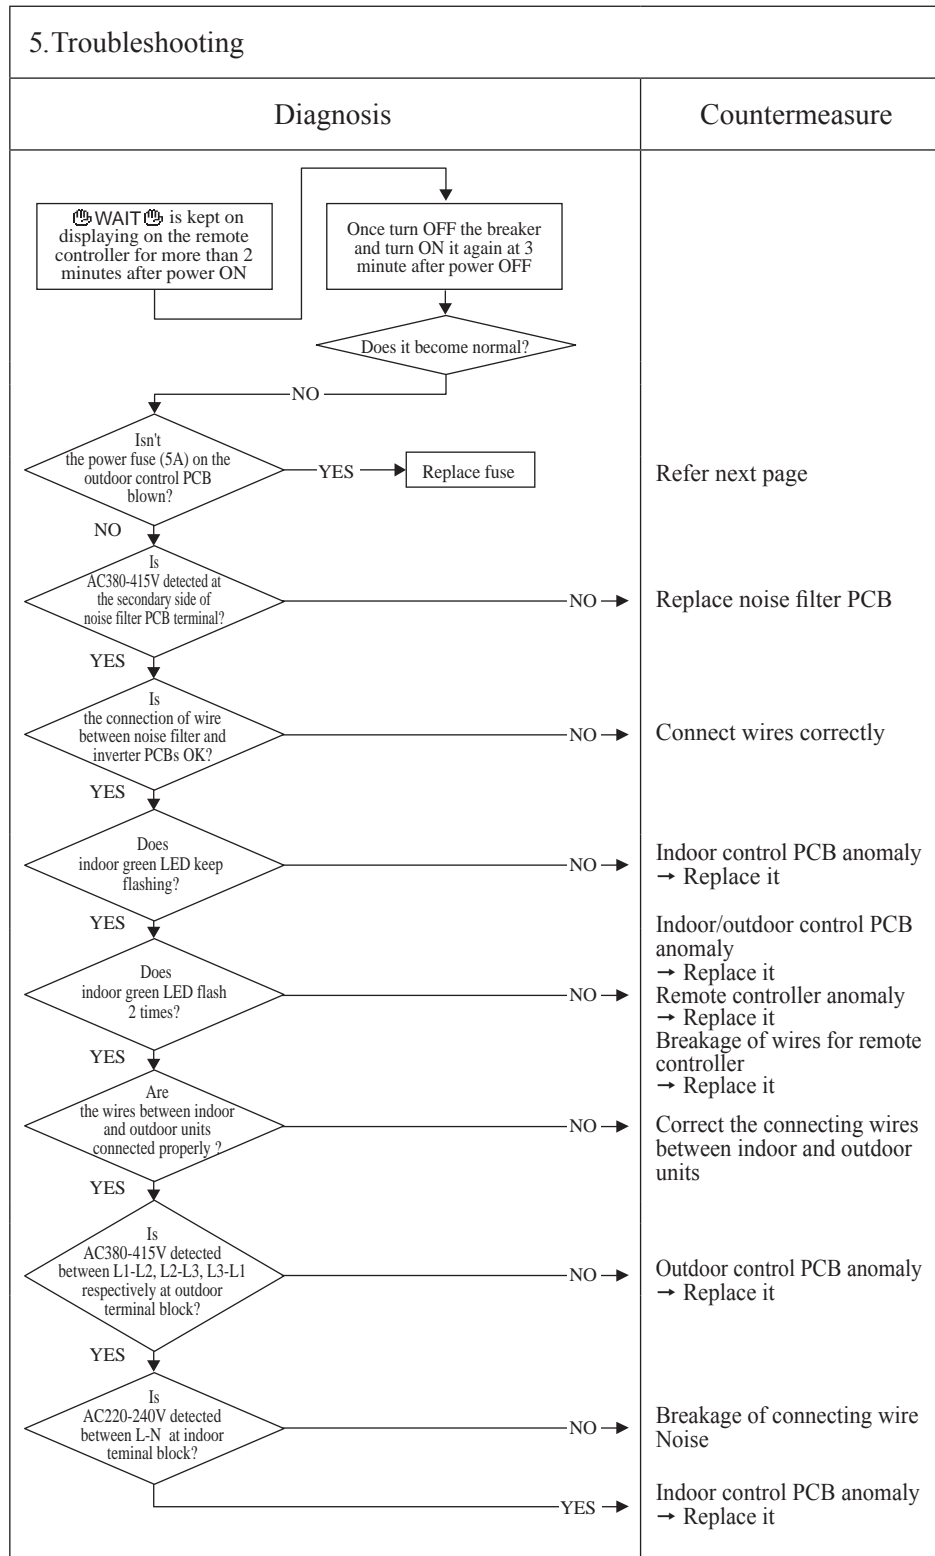 5.Troubleshooting
Diagnosis
Countermeasure
WAIT is kept on
displaying on the remote
controller for more than 2
minutes after power ON
Once turn OFF the breaker
and turn ON it again at 3
minute after power OFF
Does it become normal?
NO
Isn't
the power fuse (5A) on the
outdoor control PCB
blown?
YES
Replace fuse
Refer next page
NO
Is
AC380-415V detected at
the secondary side of
noise filter PCB terminal?
NO
Replace noise filter PCB
YES
Is
the connection of wire
between noise filter and
inverter PCBs OK?
NO
Connect wires correctly
YES
Does
indoor green LED keep
flashing?
NO
Indoor control PCB anomaly
→ Replace it
YES
Does
indoor green LED flash
2 times?
NO
Indoor/outdoor control PCB
anomaly
→ Replace it
Remote controller anomaly
→ Replace it
Breakage of wires for remote
controller
→ Replace it
YES
Are
the wires between indoor
and outdoor units
connected properly ?
NO
Correct the connecting wires
between indoor and outdoor
units
YES
Is
AC380-415V detected
between L1-L2, L2-L3, L3-L1
respectively at outdoor
terminal block?
NO
Outdoor control PCB anomaly
→ Replace it
YES
Is
AC220-240V detected
between L-N at indoor
teminal block?
NO
Breakage of connecting wire
Noise
YES
Indoor control PCB anomaly
→ Replace it